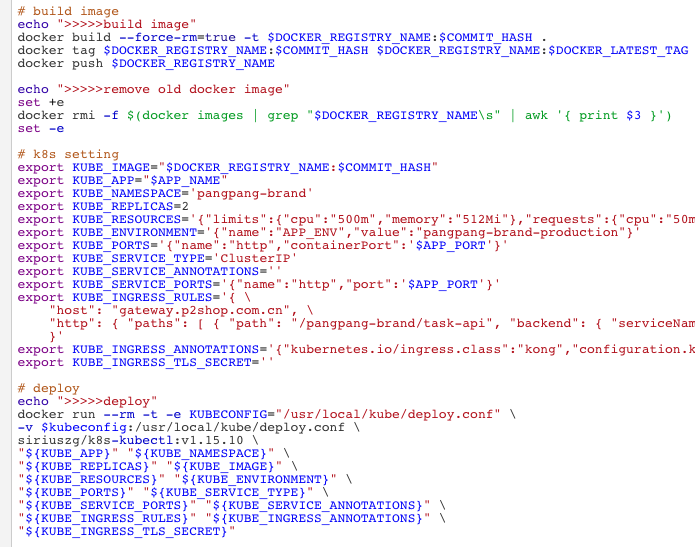 # build image
echo ">>>>>build image"
docker build --force-rm=true -t $DOCKER_REGISTRY_NAME:$COMMIT_HASH .
docker tag $DOCKER_REGISTRY_NAME:$COMMIT_HASH $DOCKER_REGISTRY_NAME:$DOCKER_LATEST_TAG
docker push $DOCKER_REGISTRY_NAME

echo ">>>>>remove old docker image"
set +e
docker rmi -f $(docker images | grep "$DOCKER_REGISTRY_NAME\s" | awk '{ print $3 }')
set -e

# k8s setting
export KUBE_IMAGE="$DOCKER_REGISTRY_NAME:$COMMIT_HASH"
export KUBE_APP="$APP_NAME"
export KUBE_NAMESPACE='pangpang-brand'
export KUBE_REPLICAS=2
export KUBE_RESOURCES='{"limits":{"cpu":"500m","memory":"512Mi"},"requests":{"cpu":"50m
export KUBE_ENVIRONMENT='{"name":"APP_ENV","value":"pangpang-brand-production"}'
export KUBE_PORTS='{"name":"http","containerPort":'$APP_PORT'}'
export KUBE_SERVICE_TYPE='ClusterIP'
export KUBE_SERVICE_ANNOTATIONS=''
export KUBE_SERVICE_PORTS='{"name":"http","port":'$APP_PORT'}'
export KUBE_INGRESS_RULES='{ \
    "host": "gateway.p2shop.com.cn", \
    "http": { "paths": [ { "path": "/pangpang-brand/task-api", "backend": { "serviceNam
    }'
export KUBE_INGRESS_ANNOTATIONS='{"kubernetes.io/ingress.class":"kong","configuration.k
export KUBE_INGRESS_TLS_SECRET=''

# deploy
echo ">>>>>deploy"
docker run --rm -t -e KUBECONFIG="/usr/local/kube/deploy.conf" \
-v $kubeconfig:/usr/local/kube/deploy.conf \
siriuszg/k8s-kubectl:v1.15.10 \
"${KUBE_APP}" "${KUBE_NAMESPACE}" \
"${KUBE_REPLICAS}" "${KUBE_IMAGE}" \
"${KUBE_RESOURCES}" "${KUBE_ENVIRONMENT}" \
"${KUBE_PORTS}" "${KUBE_SERVICE_TYPE}" \
"${KUBE_SERVICE_PORTS}" "${KUBE_SERVICE_ANNOTATIONS}" \
"${KUBE_INGRESS_RULES}" "${KUBE_INGRESS_ANNOTATIONS}" \
"${KUBE_INGRESS_TLS_SECRET}"